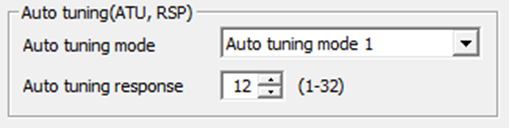 Auto tuning(ATU, RSP)
Auto tuning mode Auto tuning mode 1
Auto tuning response 12 (1-32)